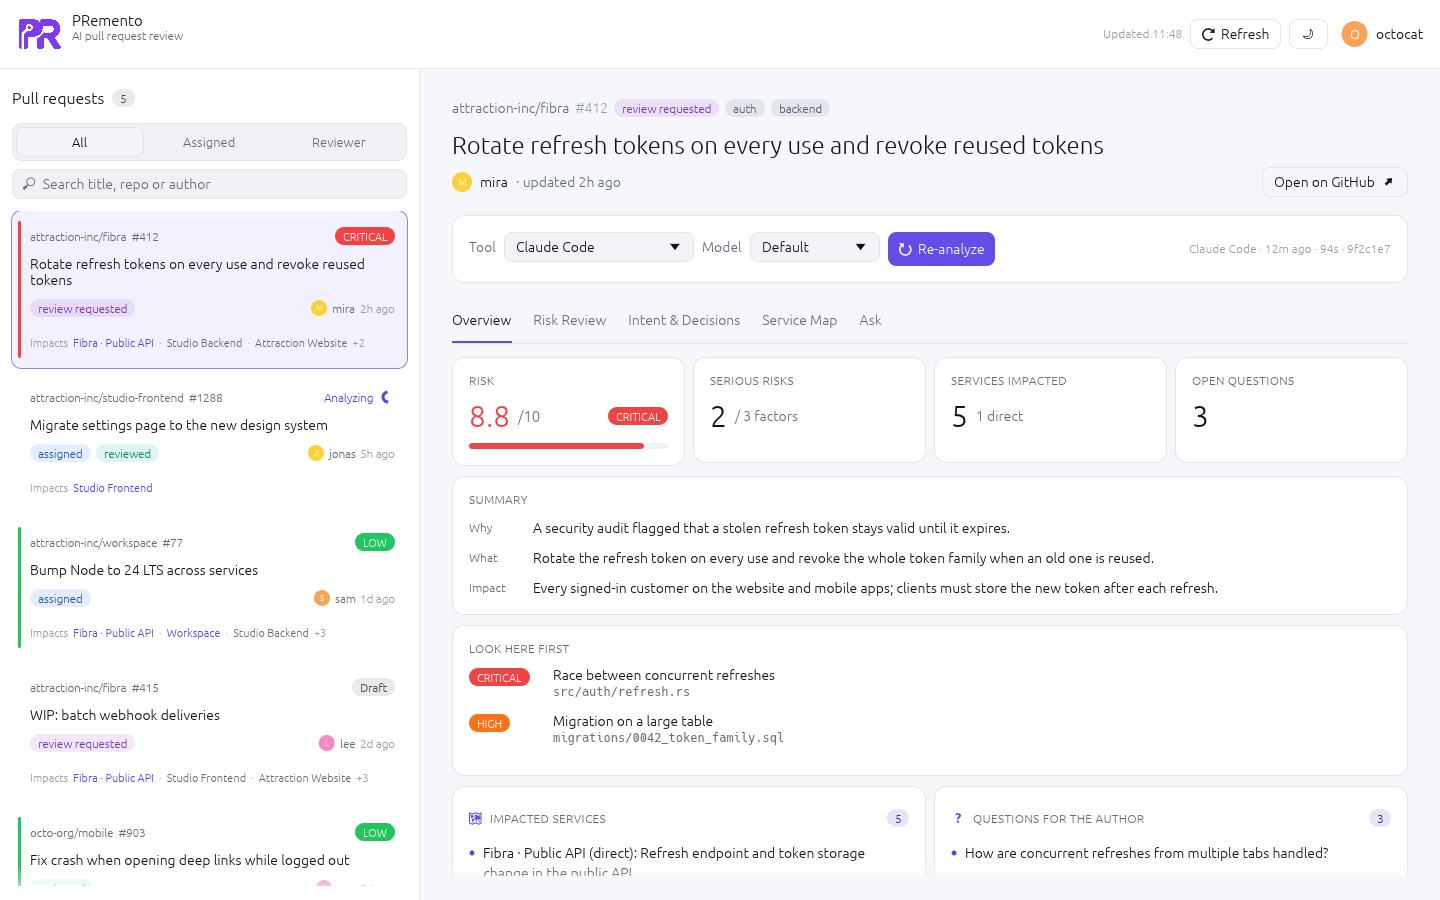 PRemento
AI pull request review
Updated 11:48
Refresh
O
octocat
Pull requests
5
All
Assigned
Reviewer
Search title, repo or author
attraction-inc/fibra #412
CRITICAL
Rotate refresh tokens on every use and revoke reused
tokens
review requested
M
mira 2h ago
Impacts Fibra · Public API · Studio Backend · Attraction Website +2
attraction-inc/studio-frontend #1288
Analyzing
Migrate settings page to the new design system
assigned
reviewed
J
jonas 5h ago
Impacts Studio Frontend
attraction-inc/workspace #77
LOW
Bump Node to 24 LTS across services
assigned
S
sam 1d ago
Impacts Fibra · Public API · Workspace · Studio Backend +3
attraction-inc/fibra #415
Draft
WIP: batch webhook deliveries
review requested
L
lee 2d ago
Impacts Fibra · Public API · Studio Frontend · Attraction Website +3
octo-org/mobile #903
LOW
Fix crash when opening deep links while logged out
attraction-inc/fibra #412
review requested
auth
backend
Rotate refresh tokens on every use and revoke reused tokens
M
mira · updated 2h ago
Open on GitHub
Tool
Claude Code
Model
Default
Re-analyze
Claude Code · 12m ago · 94s · 9f2c1e7
Overview
Risk Review
Intent & Decisions
Service Map
Ask
RISK
8.8 /10
CRITICAL
SERIOUS RISKS
2 / 3 factors
SERVICES IMPACTED
5 1 direct
OPEN QUESTIONS
3
SUMMARY
Why A security audit flagged that a stolen refresh token stays valid until it expires.
What Rotate the refresh token on every use and revoke the whole token family when an old one is reused.
Impact Every signed-in customer on the website and mobile apps; clients must store the new token after each refresh.
LOOK HERE FIRST
CRITICAL
Race between concurrent refreshes
src/auth/refresh.rs
HIGH
Migration on a large table
migrations/0042_token_family.sql
IMPACTED SERVICES
5
• Fibra · Public API (direct): Refresh endpoint and token storage
change in the public API
? QUESTIONS FOR THE AUTHOR
3
• How are concurrent refreshes from multiple tabs handled?